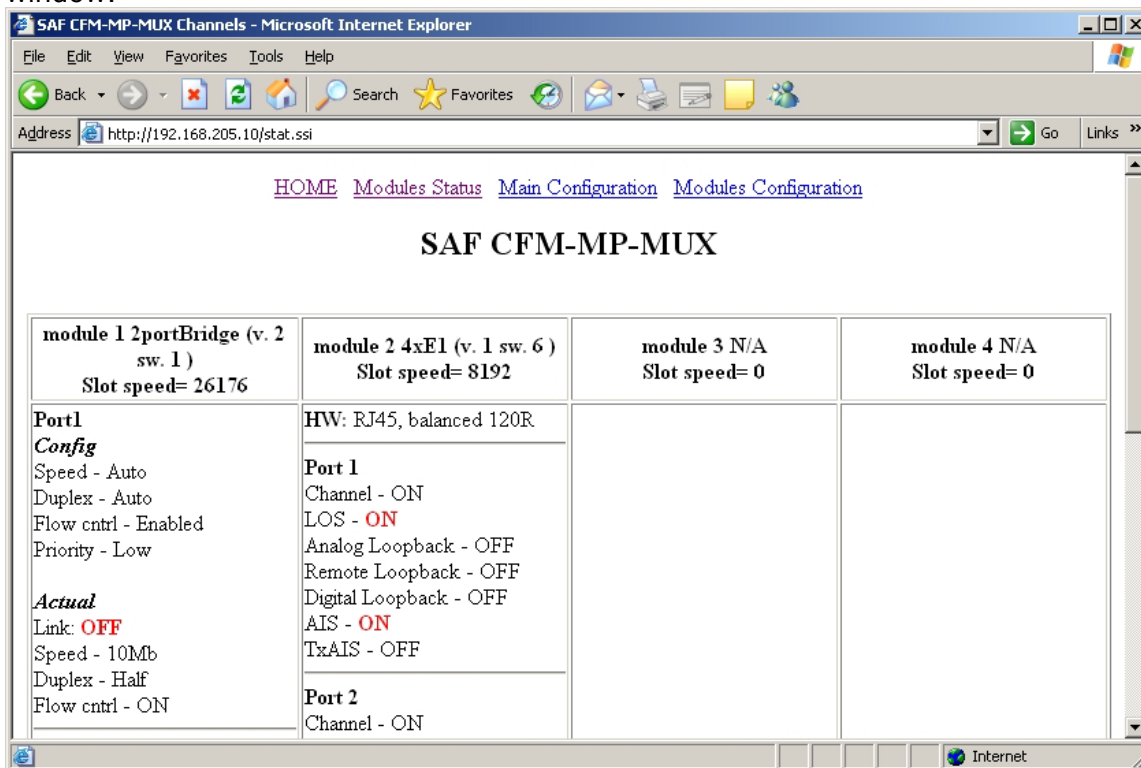 window:
SAF CFM-MP-MUX Channels - Microsoft Internet Explorer
File Edit View Favorites Tools Help
Back Search Favorites
Address http://192.168.205.10/stat.ssi Go Links »
HOME Modules Status Main Configuration Modules Configuration
SAF CFM-MP-MUX
module 1 2portBridge (v. 2
sw. 1 )
Slot speed= 26176
module 2 4xE1 (v. 1 sw. 6 )
Slot speed= 8192
module 3 N/A
Slot speed= 0
module 4 N/A
Slot speed= 0
Port1
Config
Speed - Auto
Duplex - Auto
Flow cntrl - Enabled
Priority - Low
Actual
Link: OFF
Speed - 10Mb
Duplex - Half
Flow cntrl - ON
HW: RJ45, balanced 120R
Port 1
Channel - ON
LOS - ON
Analog Loopback - OFF
Remote Loopback - OFF
Digital Loopback - OFF
AIS - ON
TxAIS - OFF
Port 2
Channel - ON
Internet